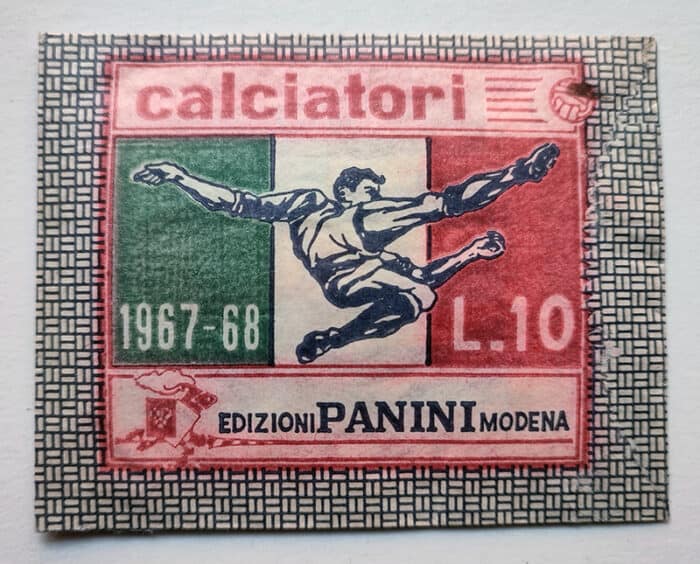 calciatori
1967-68
L.10
EDIZIONI PANINI MODENA